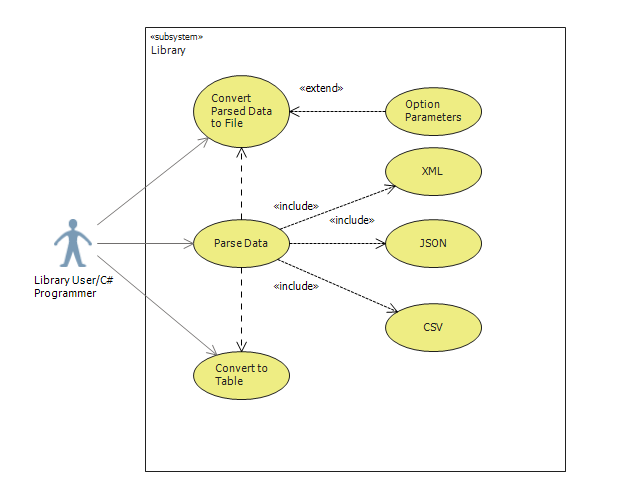 «subsystem»
Library
«extend»
Convert
Parsed Data
to File
Option
Parameters
XML
«include»
«include»
Parse Data
JSON
Library User/C#
Programmer
«include»
CSV
Convert to
Table